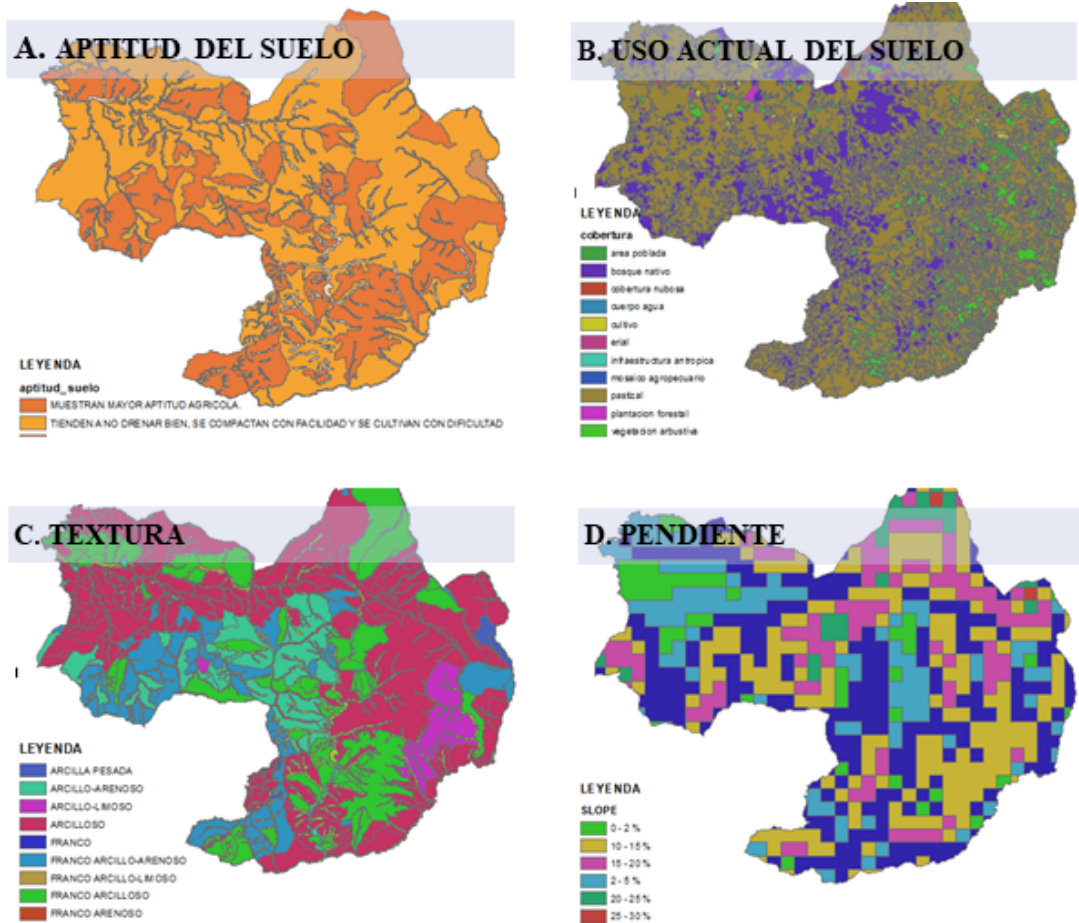 A. APTITUD DEL SUELO
LEYENDA
aptitud_suelo
MUESTRAN MAYOR APTITUD AGRICOLA.
TIENDEN A NO DRENAR BIEN, SE COMPACTAN CON FACILIDAD Y SE CULTIVAN CON DIFICULTAD
B. USO ACTUAL DEL SUELO
LEYENDA
cobertura
area poblada
bosque nativo
cobertura nubosa
cuerpo agua
cultivo
erial
infraestructura antropica
mosaico agropecuario
pastizal
plantacion forestal
vegetacion arbustiva
C. TEXTURA
LEYENDA
ARCILLA PESADA
ARCILLO-ARENOSO
ARCILLO-LIMOSO
ARCILLOSO
FRANCO
FRANCO ARCILLO-ARENOSO
FRANCO ARCILLO-LIMOSO
FRANCO ARCILLOSO
FRANCO ARENOSO
D. PENDIENTE
LEYENDA
SLOPE
0 - 2 %
10 - 15%
15 - 20%
2 - 5 %
20 - 25%
25 - 30%